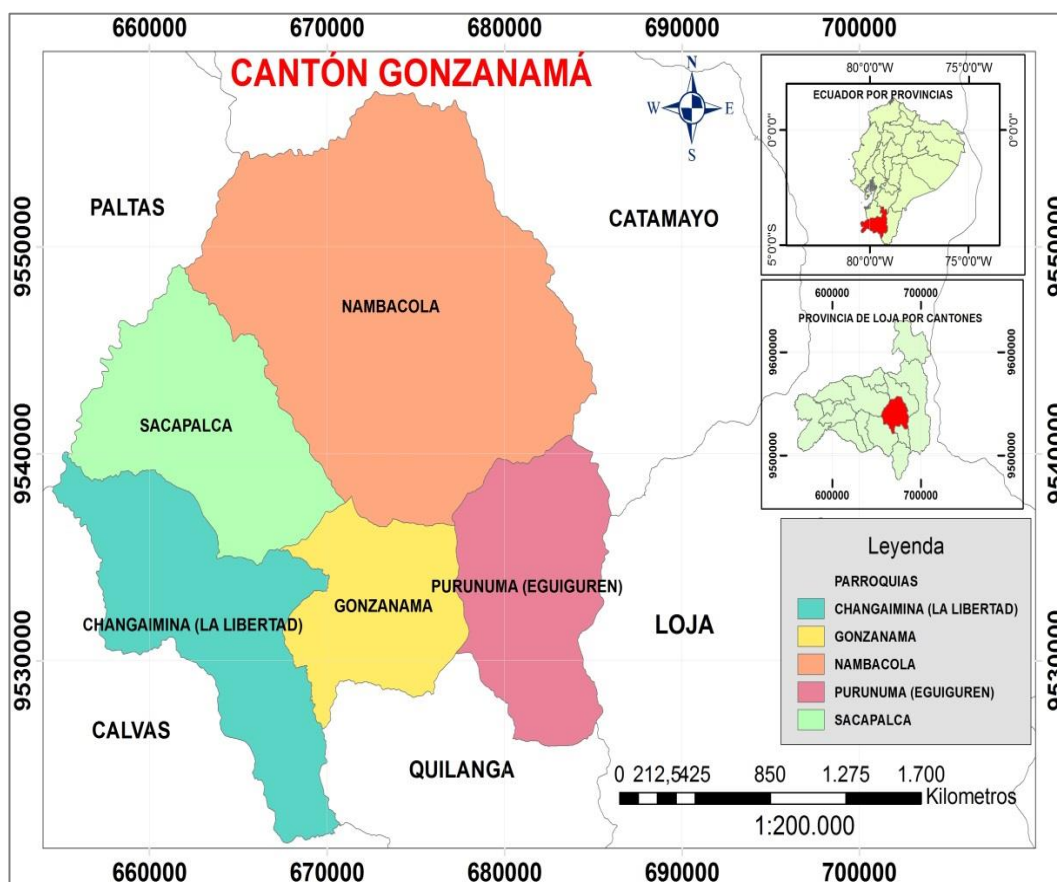 660000 670000 680000 690000 700000
CANTÓN GONZANAMÁ
N
W E
S
80°0'0"W 75°0'0"W
ECUADOR POR PROVINCIAS
0°0'0" 0°0'0"
5°0'0"S
80°0'0"W 75°0'0"W
PALTAS
CATAMAYO
9550000 9550000
NAMBACOLA
600000 700000
PROVINCIA DE LOJA POR CANTONES
9600000 9600000
9500000 9500000
600000 700000
SACAPALCA
9540000 9540000
Leyenda
PARROQUIAS
CHANGAIMINA (LA LIBERTAD)
GONZANAMA
NAMBACOLA
PURUNUMA (EGUIGUREN)
SACAPALCA
PURUNUMA (EGUIGUREN)
GONZANAMA
CHANGAIMINA (LA LIBERTAD)
LOJA
9530000 9530000
CALVAS
QUILANGA
0 212,5425 850 1.275 1.700
Kilometros
1:200.000
660000 670000 680000 690000 700000